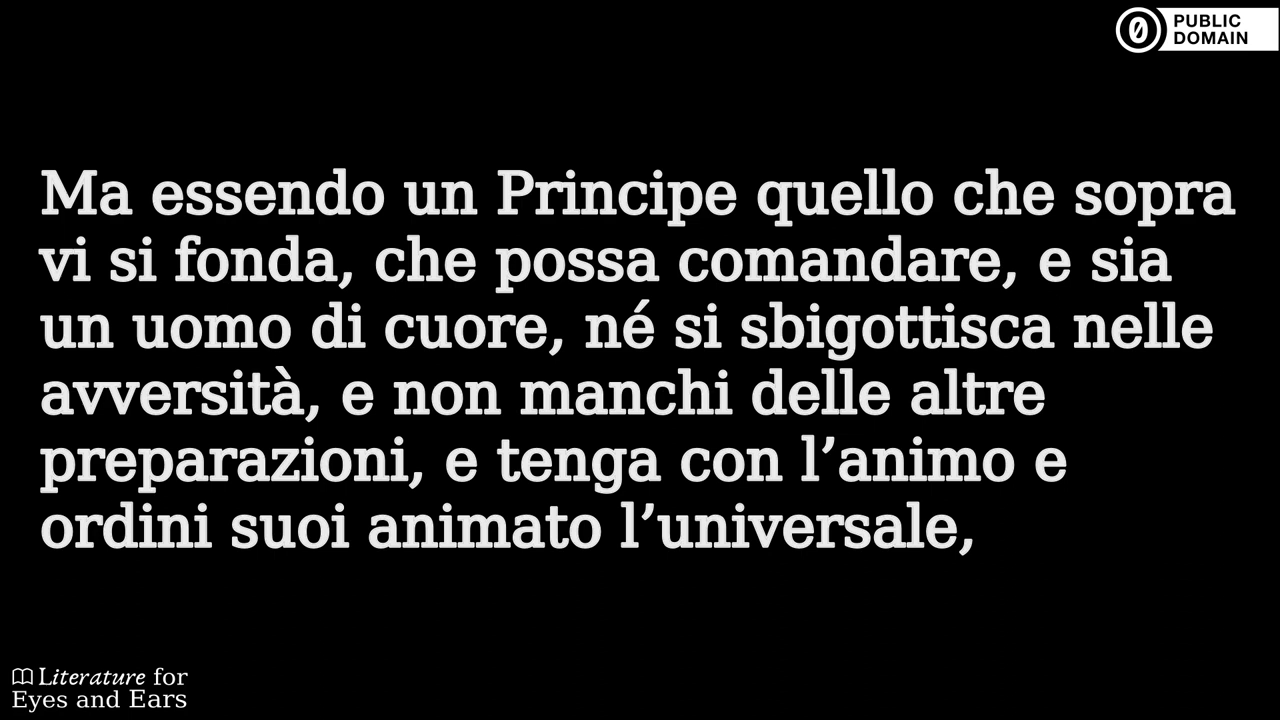 PUBLIC
DOMAIN
Ma essendo un Principe quello che sopra
vi si fonda, che possa comandare, e sia
un uomo di cuore, né si sbigottisca nelle
avversità, e non manchi delle altre
preparazioni, e tenga con l’animo e
ordini suoi animato l’universale,
Literature for
Eyes and Ears